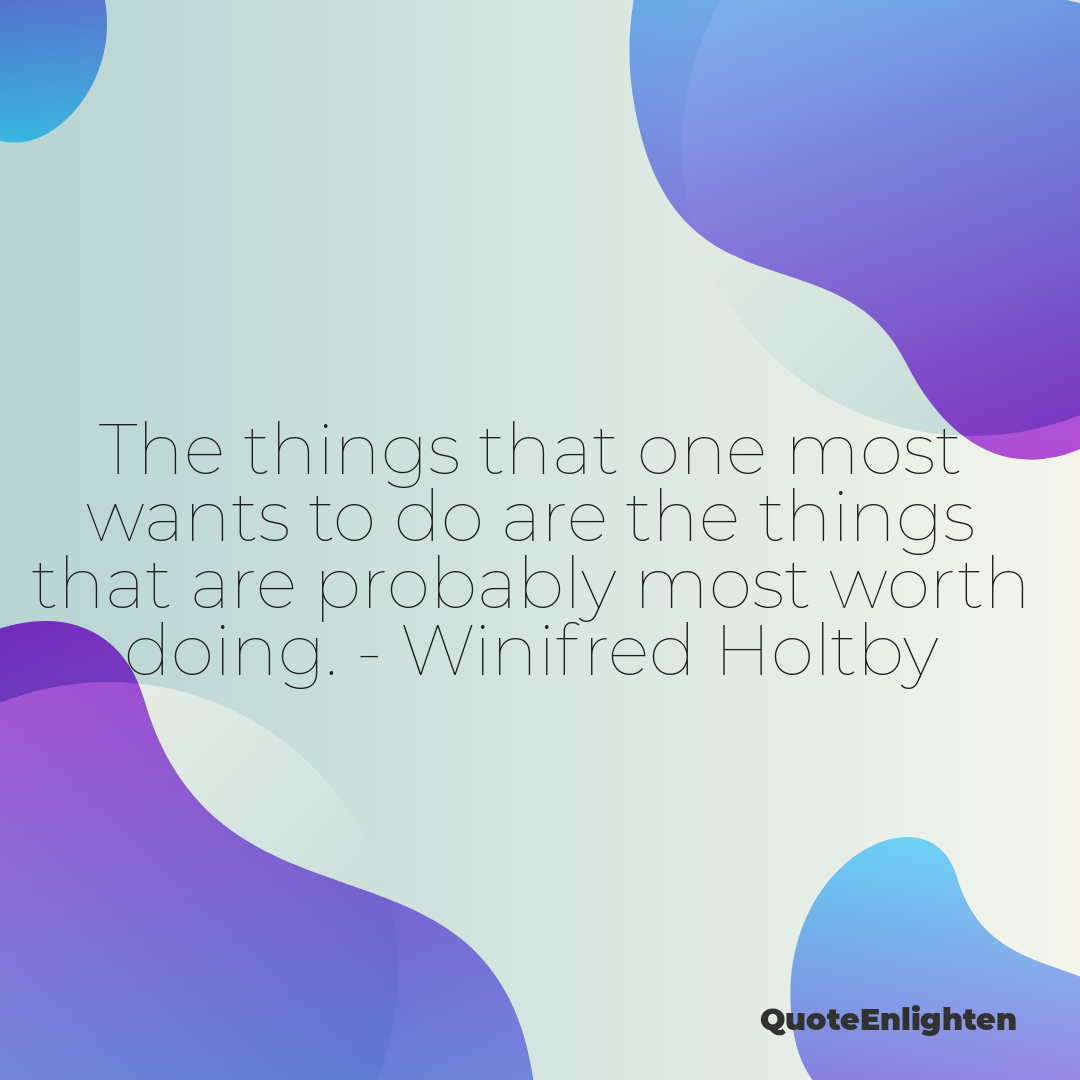 The things that one most
wants to do are the things
that are probably most worth
doing. - Winifred Holtby
QuoteEnlighten